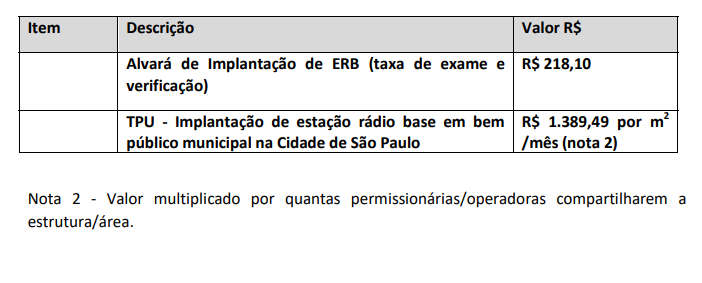 Item Descrição Valor R$
Alvará de Implantação de ERB (taxa de exame e R$ 218,10
verificação)
TPU - Implantação de estação rádio base em bem R$ 1.389,49 por m²
público municipal na Cidade de São Paulo /mês (nota 2)
Nota 2 - Valor multiplicado por quantas permissionárias/operadoras compartilharem a
estrutura/área.